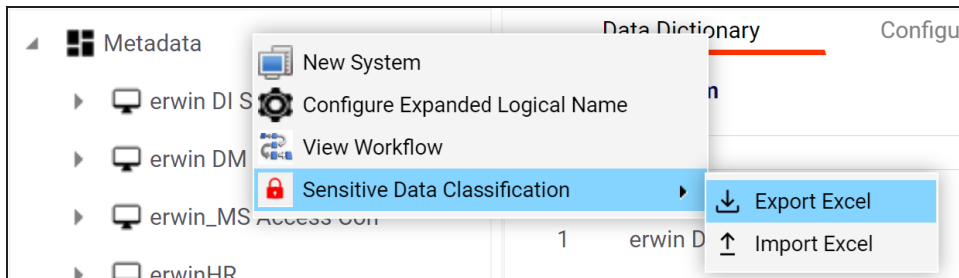 Metadata
Data Dictionary
New System
erwin DI S
Configure Expanded Logical Name
View Workflow
erwin DM
Sensitive Data Classification
Export Excel
erwin_MS Access Con
1 erwin D
Import Excel
erwinHR